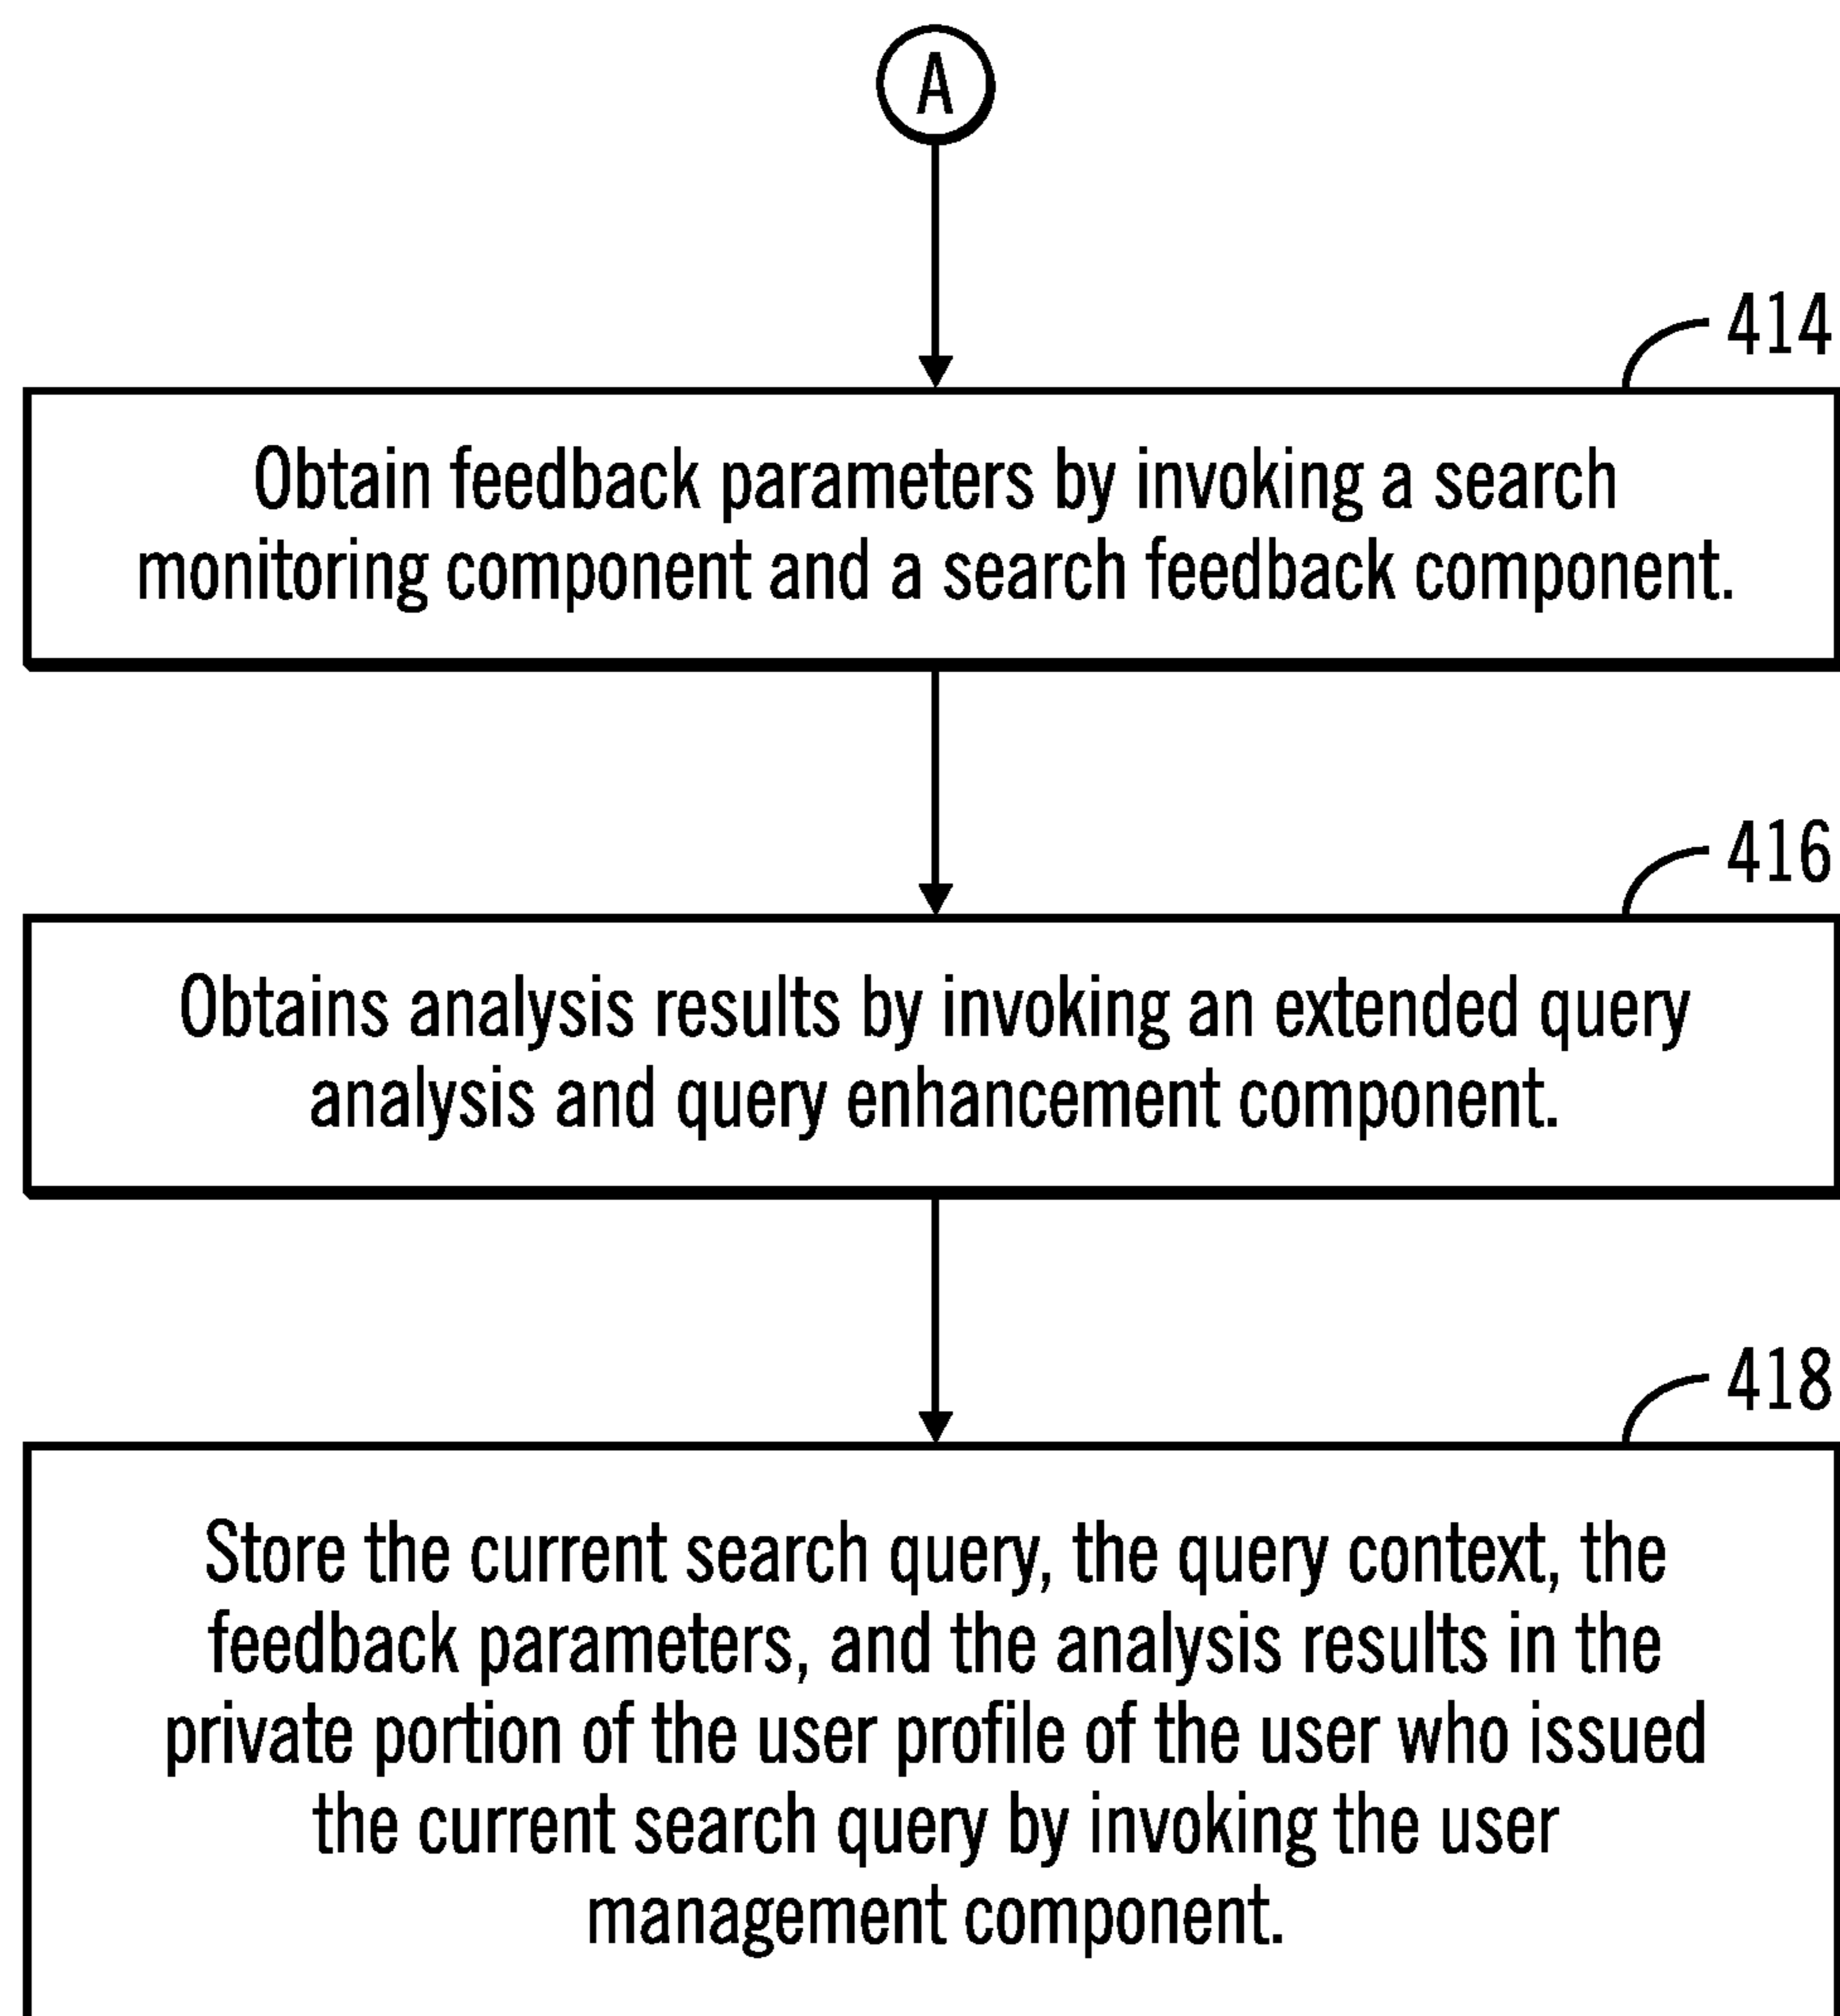 A
414
Obtain feedback parameters by invoking a search
monitoring component and a search feedback component.
416
Obtains analysis results by invoking an extended query
analysis and query enhancement component.
418
Store the current search query, the query context, the
feedback parameters, and the analysis results in the
private portion of the user profile of the user who issued
the current search query by invoking the user
management component.